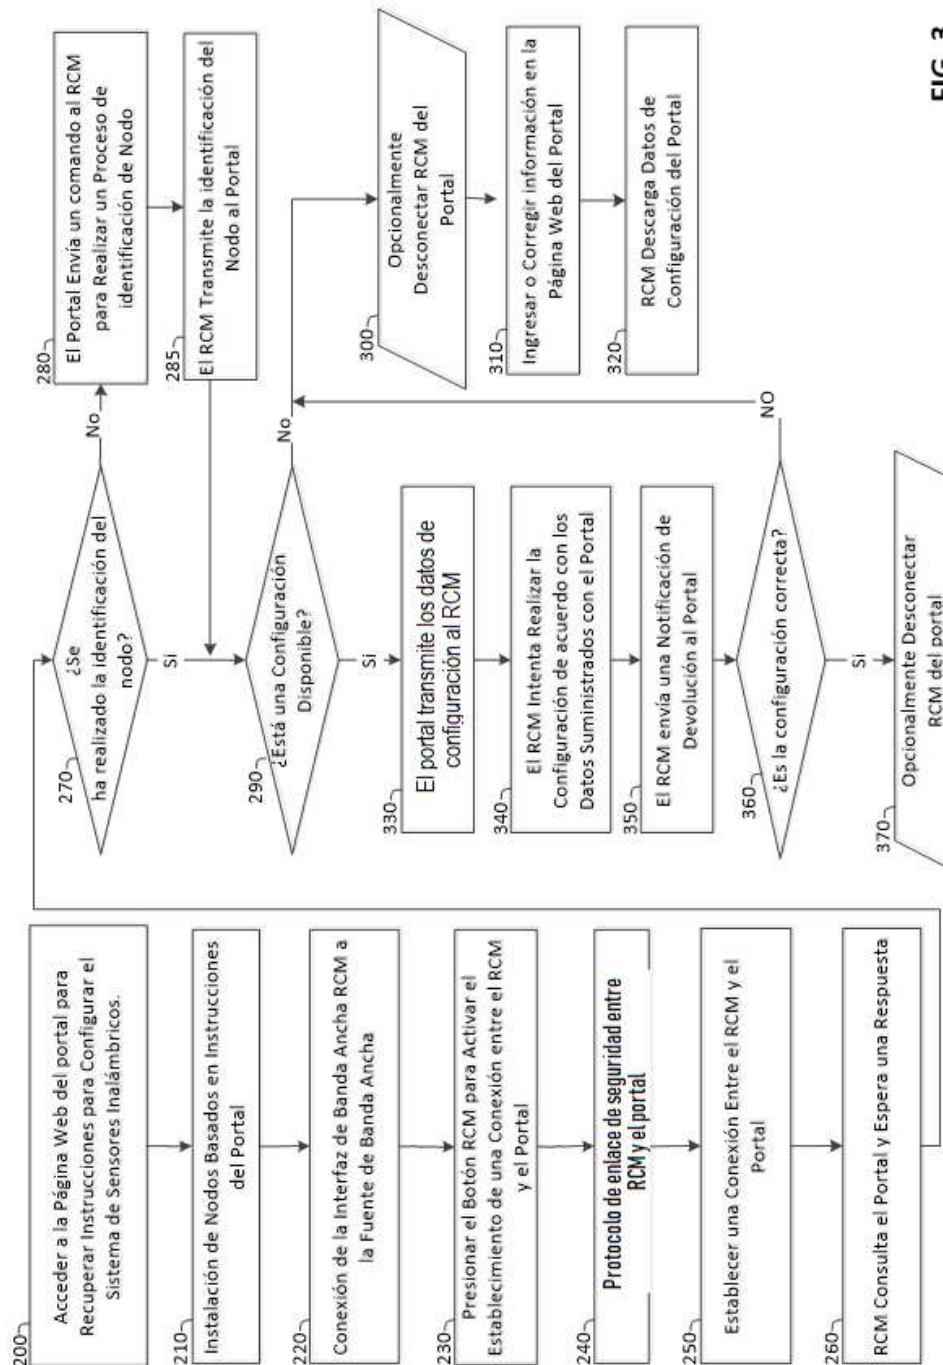 200
Acceder a la Página Web del portal para
Recuperar Instrucciones para Configurar el
Sistema de Sensores Inalámbricos.
210
Instalación de Nodos Basados en Instrucciones
del Portal
220
Conexión de la Interfaz de Banda Ancha RCM a
la Fuente de Banda Ancha
230
Presionar el Botón RCM para Activar el
Establecimiento de una Conexión entre el RCM
y el Portal
240
Protocolo de enlace de seguridad entre
RCM y el portal
250
Establecer una Conexión Entre el RCM y el
Portal
260
RCM Consulta el Portal y Espera una Respuesta
270
¿Se
ha realizado la identificación del
nodo?
No
Si
280
El Portal Envía un comando al RCM
para Realizar un Proceso de
identificación de Nodo
285
El RCM Transmite la identificación del
Nodo al Portal
290
¿Está una Configuración
Disponible?
No
Si
300
Opcionalmente
Desconectar RCM del
Portal
310
Ingresar o Corregir información en la
Página Web del Portal
320
RCM Descarga Datos de
Configuración del Portal
330
El portal transmite los datos de
configuración al RCM
340
El RCM Intenta Realizar la
Configuración de acuerdo con los
Datos Suministrados con el Portal
350
El RCM envía una Notificación de
Devolución al Portal
360
¿Es la configuración correcta?
NO
Si
370
Opcionalmente Desconectar
RCM del portal
FIG. 3